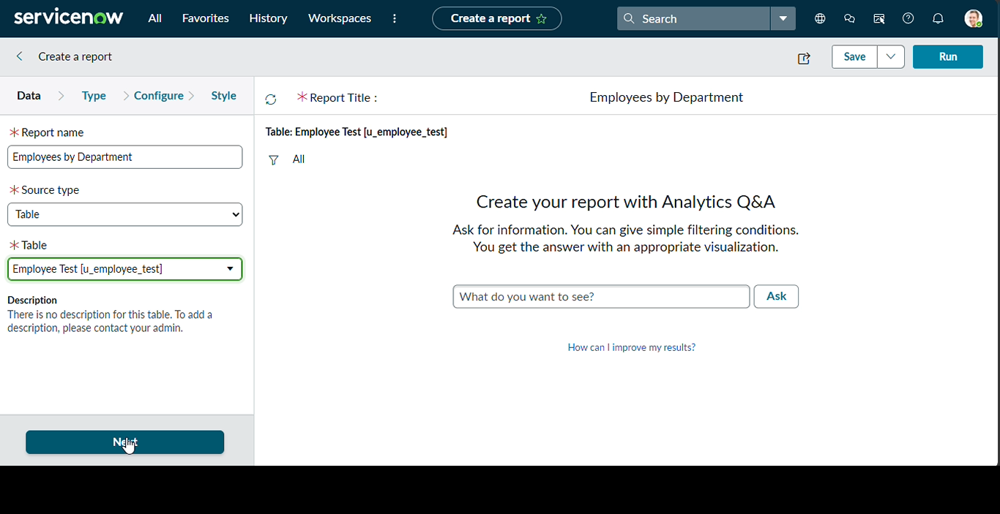 servicenow All Favorites History Workspaces Create a report Search
Create a report Save Run
Data Type Configure Style
Report Title : Employees by Department
* Report name
Employees by Department
* Source type
Table
* Table
Employee Test [u_employee_test]
Description
There is no description for this table. To add a
description, please contact your admin.
Next
Table: Employee Test [u_employee_test]
All
Create your report with Analytics Q&A
Ask for information. You can give simple filtering conditions.
You get the answer with an appropriate visualization.
What do you want to see? Ask
How can I improve my results?